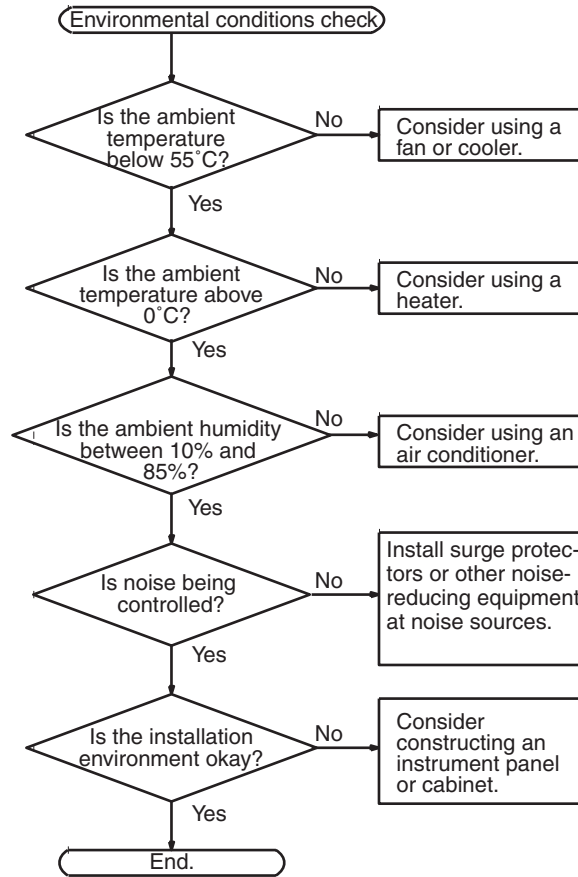 Environmental conditions check
Is the ambient
temperature
below 55˚C?
No
Consider using a
fan or cooler.
Yes
Is the ambient
temperature above
0˚C?
No
Consider using a
heater.
Yes
Is the ambient humidity
between 10% and
85%?
No
Consider using an
air conditioner.
Yes
Is noise being
controlled?
No
Install surge protec-
tors or other noise-
reducing equipment
at noise sources.
Yes
Is the installation
environment okay?
No
Consider
constructing an
instrument panel
or cabinet.
Yes
End.